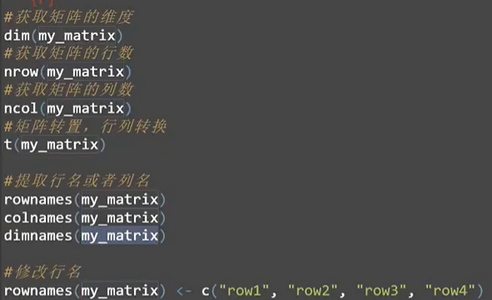 #获取矩阵的维度
dim(my_matrix)
#获取矩阵的行数
nrow(my_matrix)
#获取矩阵的列数
ncol(my_matrix)
#矩阵转置，行列转换
t(my_matrix)
#提取行名或者列名
rownames(my_matrix)
colnames(my_matrix)
dimnames(my_matrix)
#修改行名
rownames(my_matrix) <- c("row1", "row2", "row3", "row4")